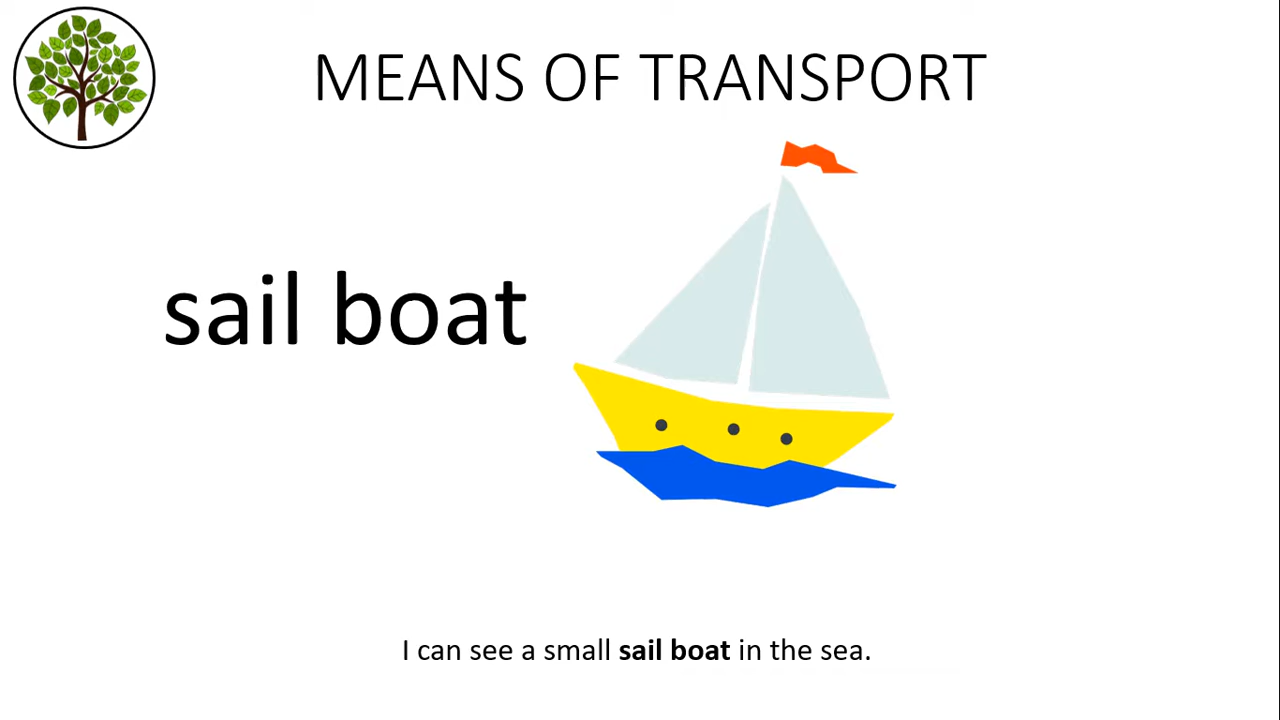 MEANS OF TRANSPORT
sail boat
I can see a small sail boat in the sea.